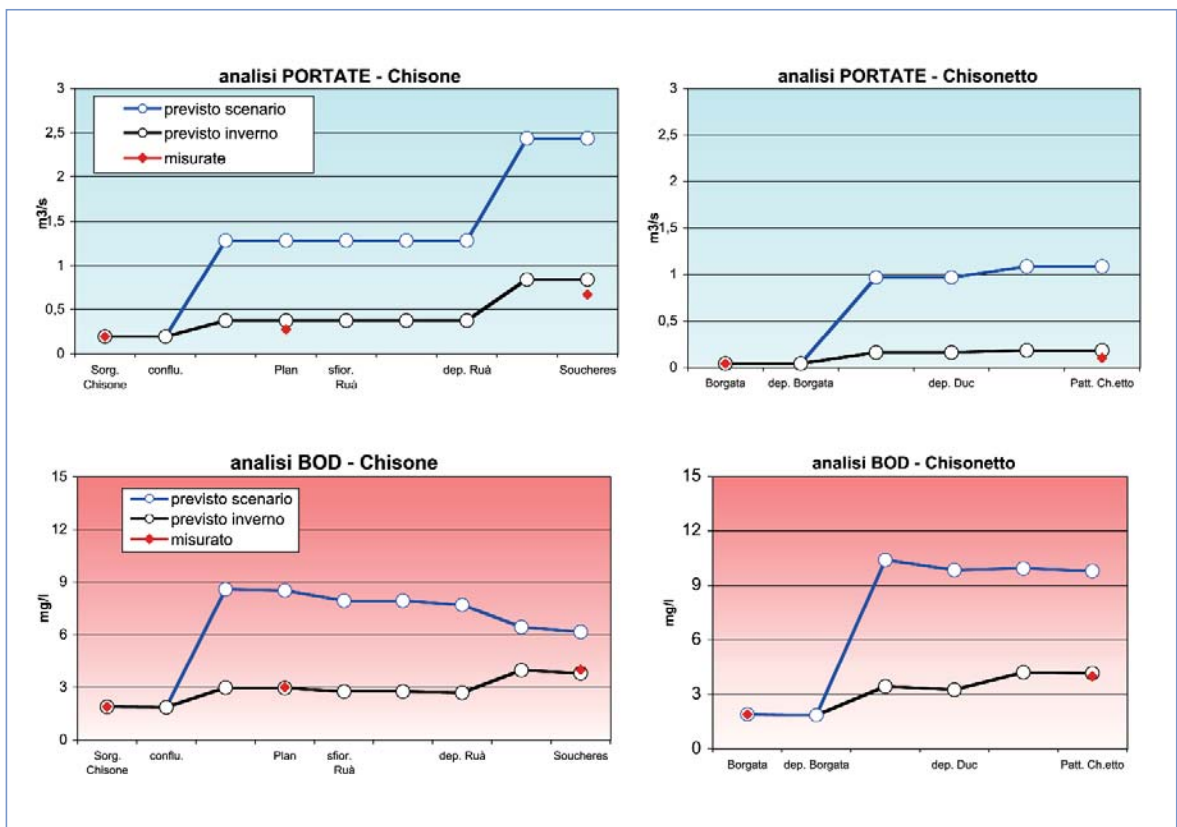 analisi PORTATE - Chisone
3
2,5
2
1,5
1
0,5
0
m3/s
previsto scenario
previsto inverno
misurate
Sorg. Chisone
conflu.
Plan
sfior. Ruà
dep. Ruà
Soucheres
analisi PORTATE - Chisonetto
3
2,5
2
1,5
1
0,5
0
m3/s
Borgata
dep. Borgata
dep. Duc
Patt. Ch.etto
analisi BOD - Chisone
15
12
9
6
3
0
mg/l
previsto scenario
previsto inverno
misurato
Sorg. Chisone
conflu.
Plan
sfior. Ruà
dep. Ruà
Soucheres
analisi BOD - Chisonetto
15
12
9
6
3
0
mg/l
Borgata
dep. Borgata
dep. Duc
Patt. Ch.etto